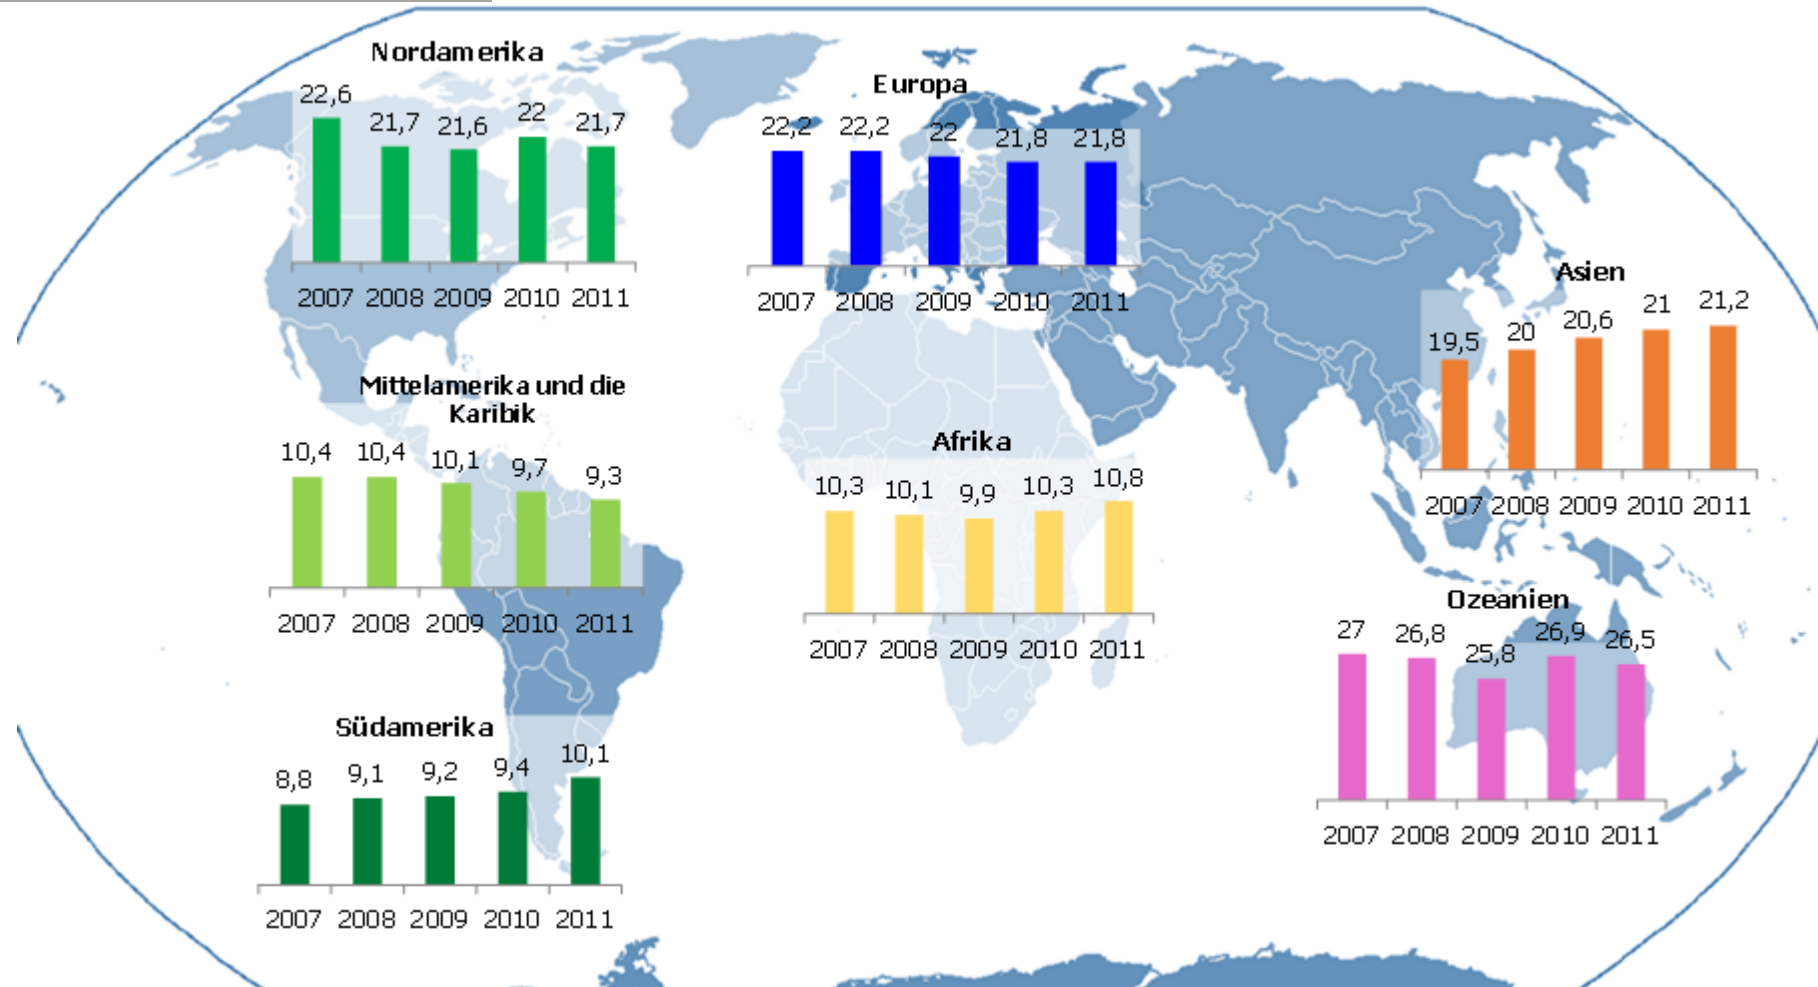 Nordamerika
22,6 21,7 21,6 22 21,7
2007 2008 2009 2010 2011
Europa
22,2 22,2 22 21,8 21,8
2007 2008 2009 2010 2011
Asien
19,5 20 20,6 21 21,2
2007 2008 2009 2010 2011
Mittelamerika und die
Karibik
10,4 10,4 10,1 9,7 9,3
2007 2008 2009 2010 2011
Afrika
10,3 10,1 9,9 10,3 10,8
2007 2008 2009 2010 2011
Ozeanien
27 26,8 25,8 26,9 26,5
2007 2008 2009 2010 2011
Südamerika
8,8 9,1 9,2 9,4 10,1
2007 2008 2009 2010 2011